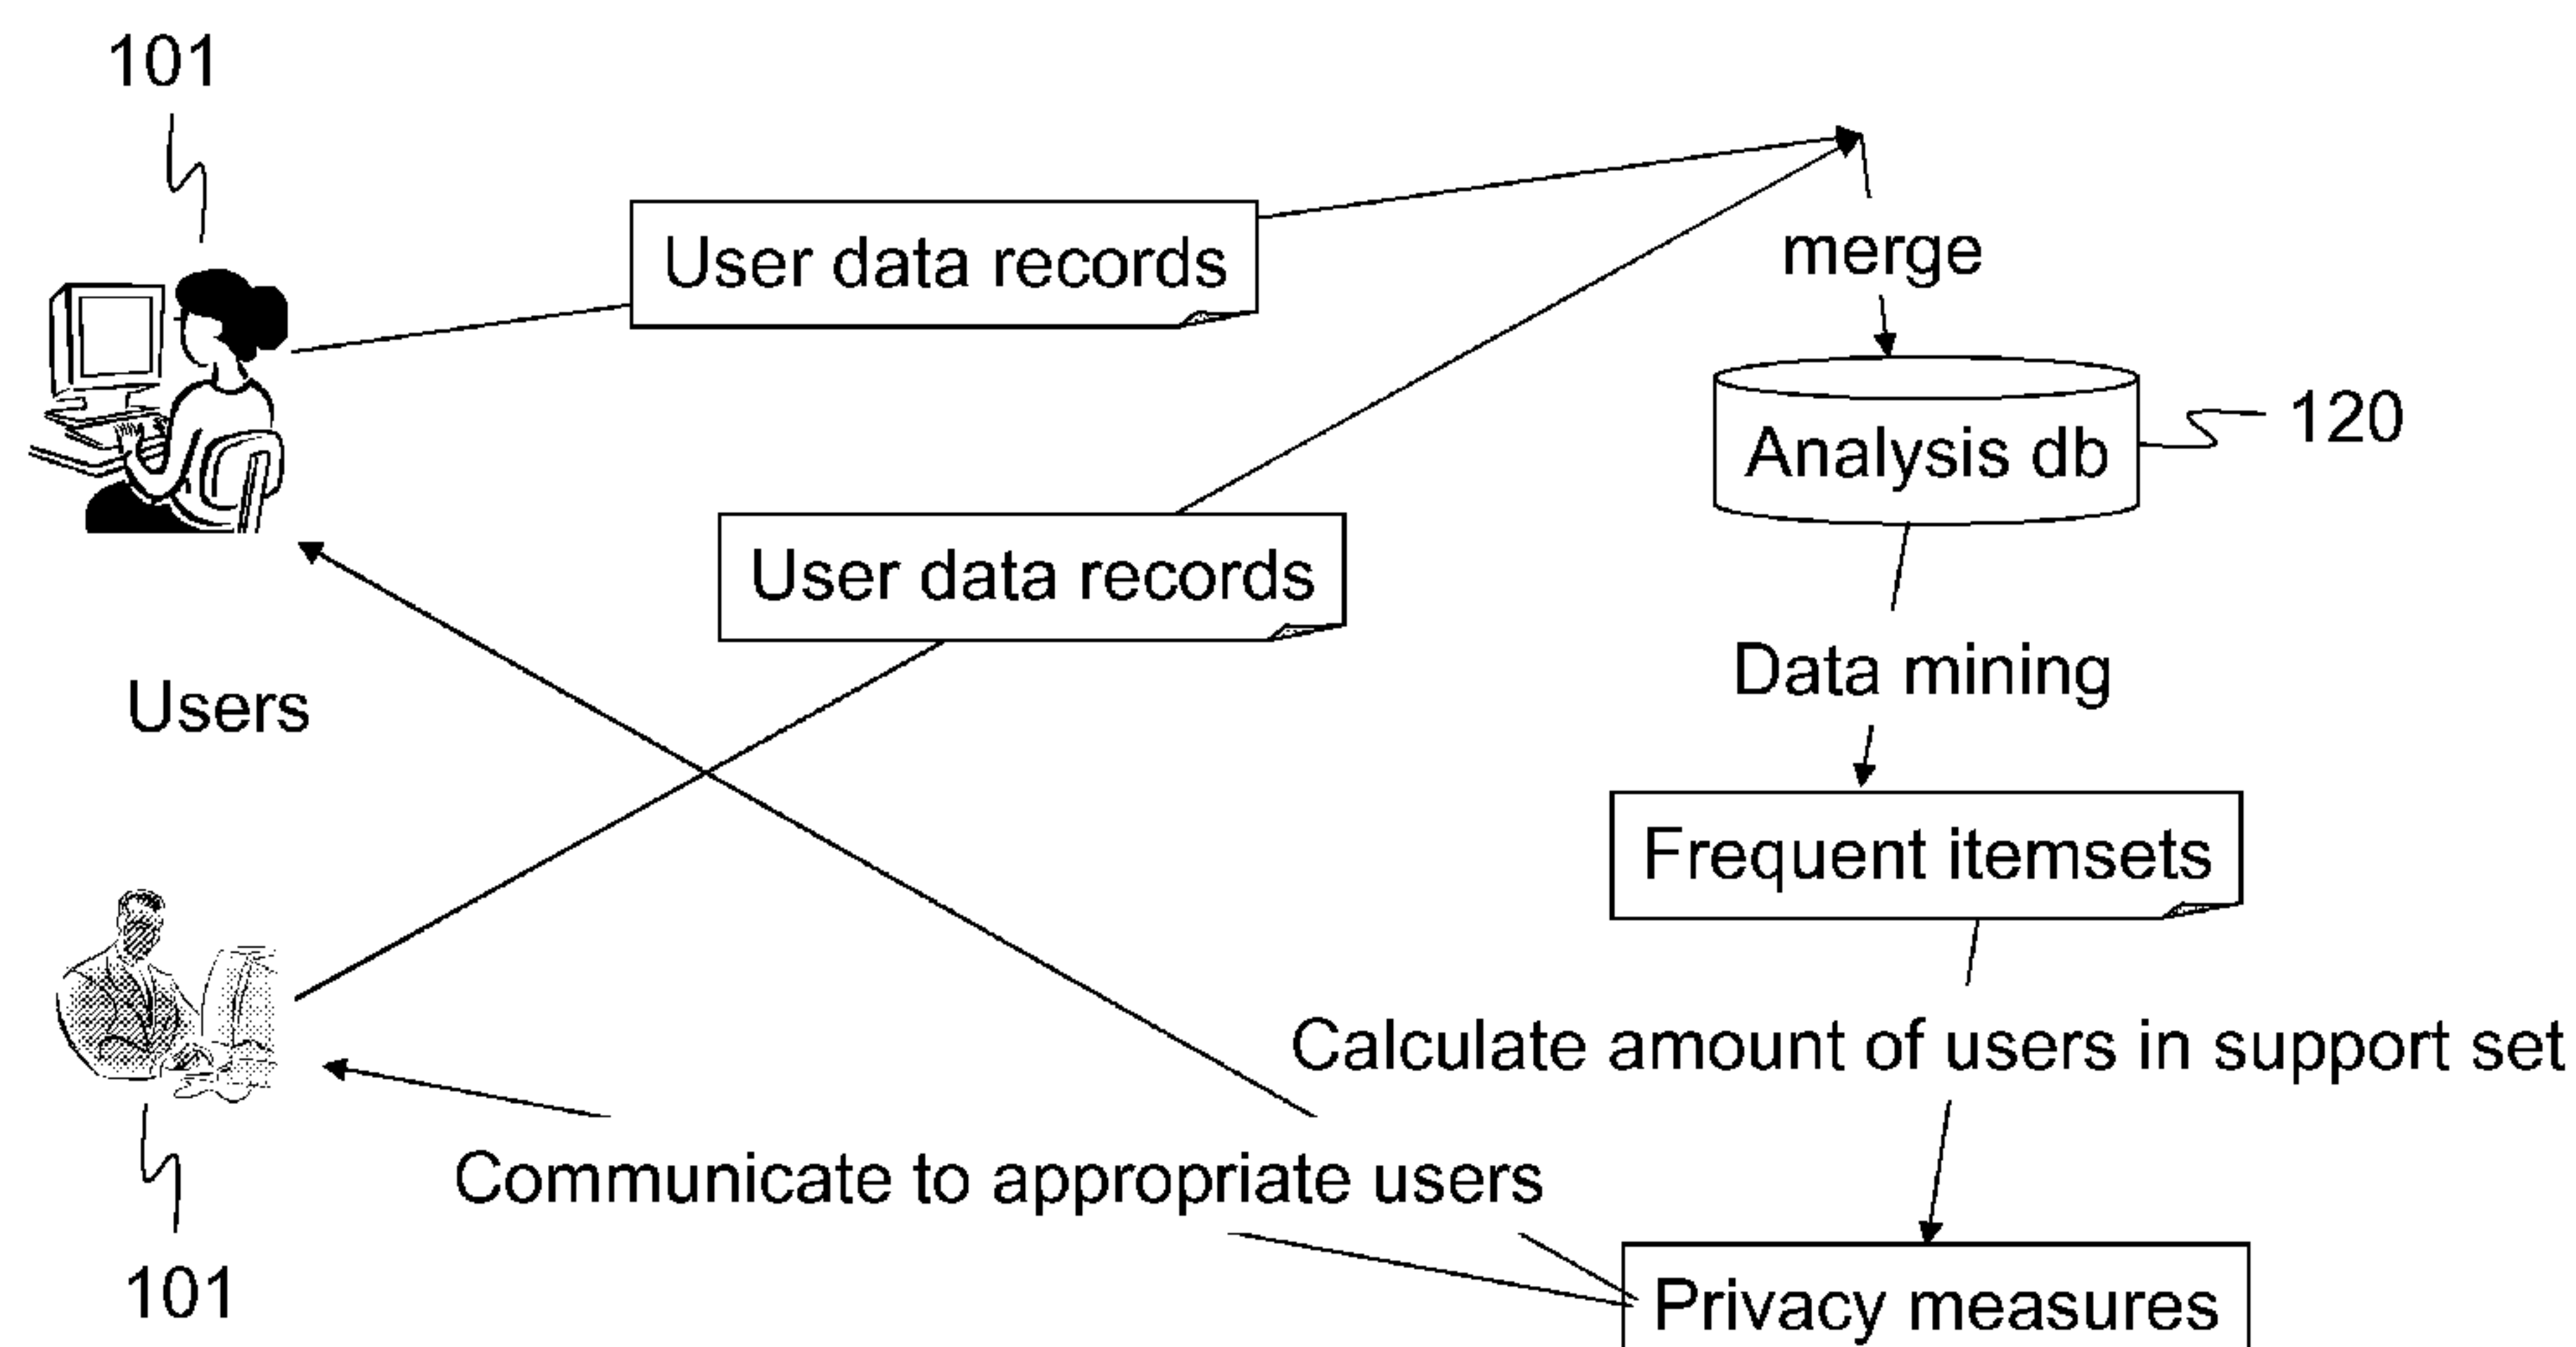 101
User data records
merge
Analysis db
120
User data records
Data mining
Users
Frequent itemsets
Calculate amount of users in support set
Communicate to appropriate users
101
Privacy measures